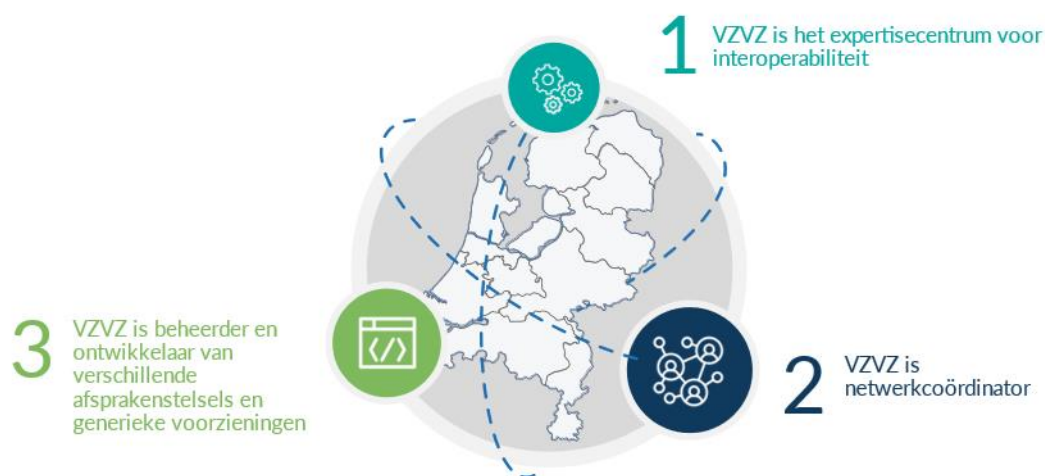 1
VZVZ is het expertisecentrum voor
interoperabiliteit
2
VZVZ is
netwerkcoördinator
3
VZVZ is beheerder en
ontwikkelaar van
verschillende
afsprakenstelsels en
generieke voorzieningen